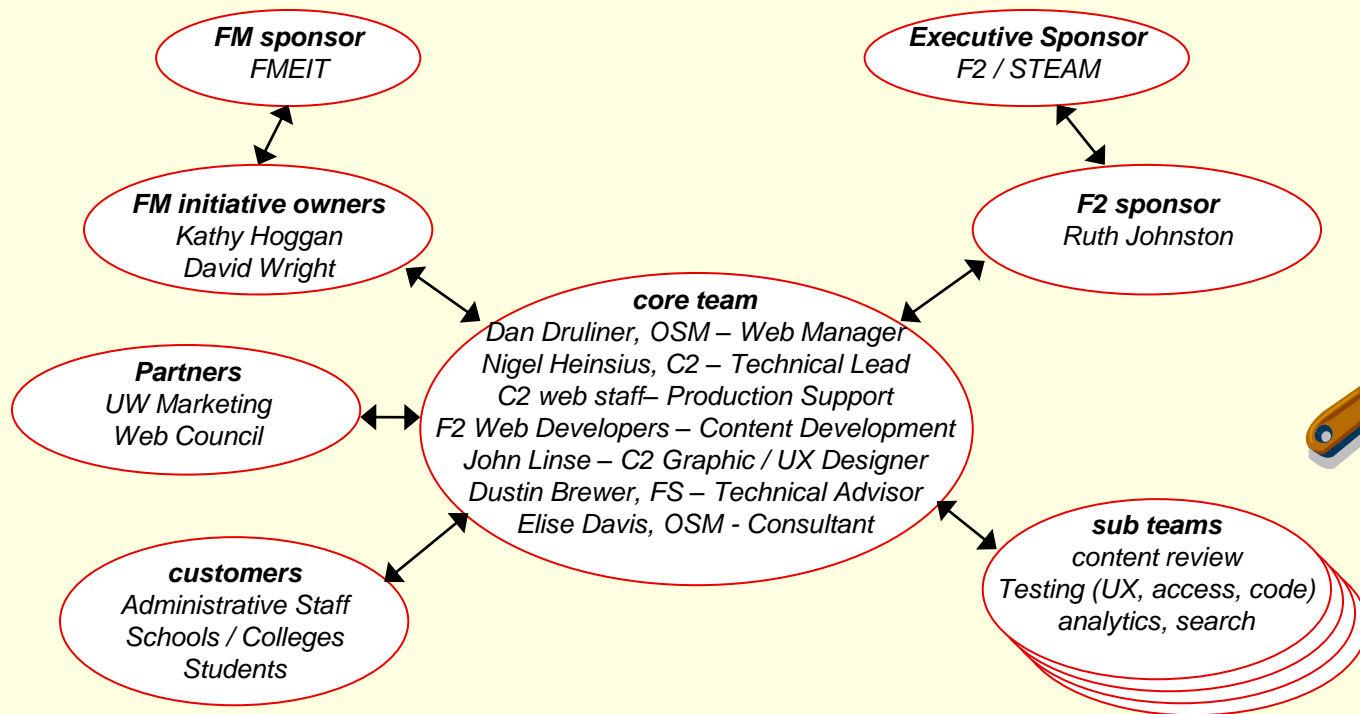 FM sponsor
FMEIT
Executive Sponsor
F2 / STEAM
FM initiative owners
Kathy Hoggan
David Wright
F2 sponsor
Ruth Johnston
core team
Dan Druliner, OSM – Web Manager
Nigel Heinsius, C2 – Technical Lead
C2 web staff– Production Support
F2 Web Developers – Content Development
John Linse – C2 Graphic / UX Designer
Dustin Brewer, FS – Technical Advisor
Elise Davis, OSM - Consultant
Partners
UW Marketing
Web Council
customers
Administrative Staff
Schools / Colleges
Students
sub teams
content review
Testing (UX, access, code)
analytics, search